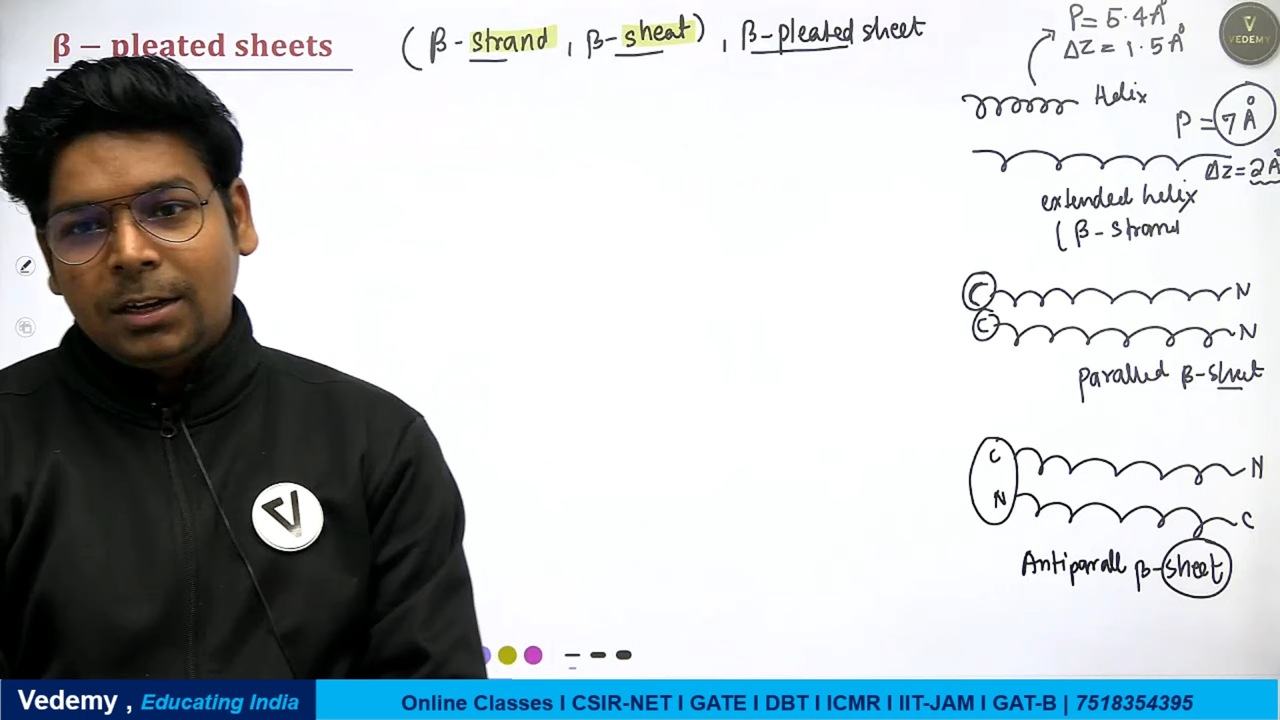 β – pleated sheets
(β-strand, β-sheat), β-pleated sheet
P = 5.4 Å
ΔZ = 1.5 Å
V
VEDEMY
Helix
P = 7 Å
ΔZ = 2 Å
extended helix
(β-strand
C N
C N
paralled β-sheet
C N
N C
Antiparall β-sheet
Vedemy , Educating India
Online Classes I CSIR-NET I GATE I DBT I ICMR I IIT-JAM I GAT-B | 7518354395